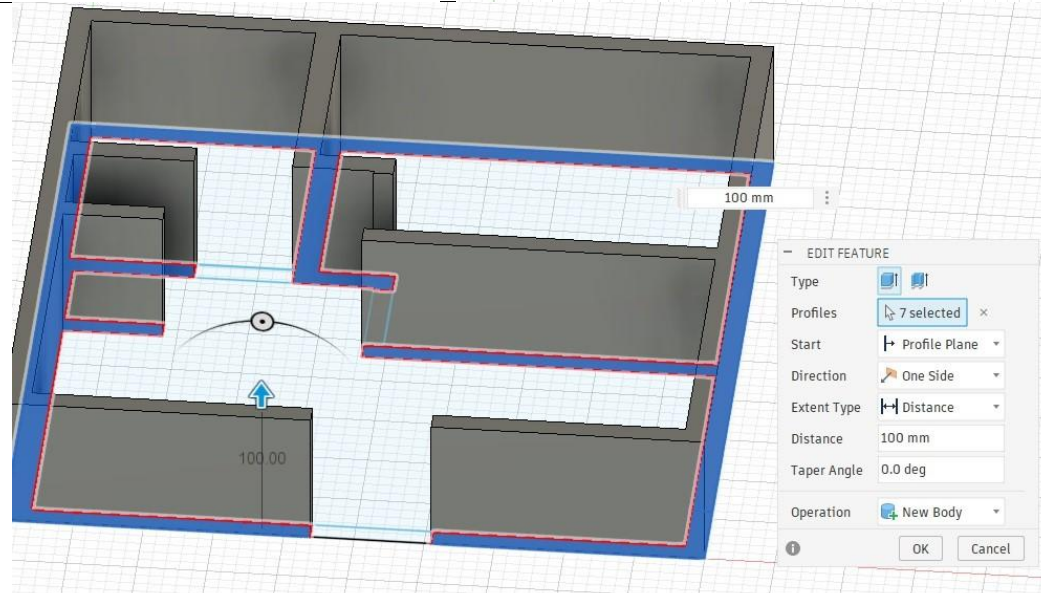 100 mm
EDIT FEATURE
Type
Profiles 7 selected
Start Profile Plane
Direction One Side
Extent Type Distance
Distance 100 mm
Taper Angle 0.0 deg
Operation New Body
OK Cancel
100.00